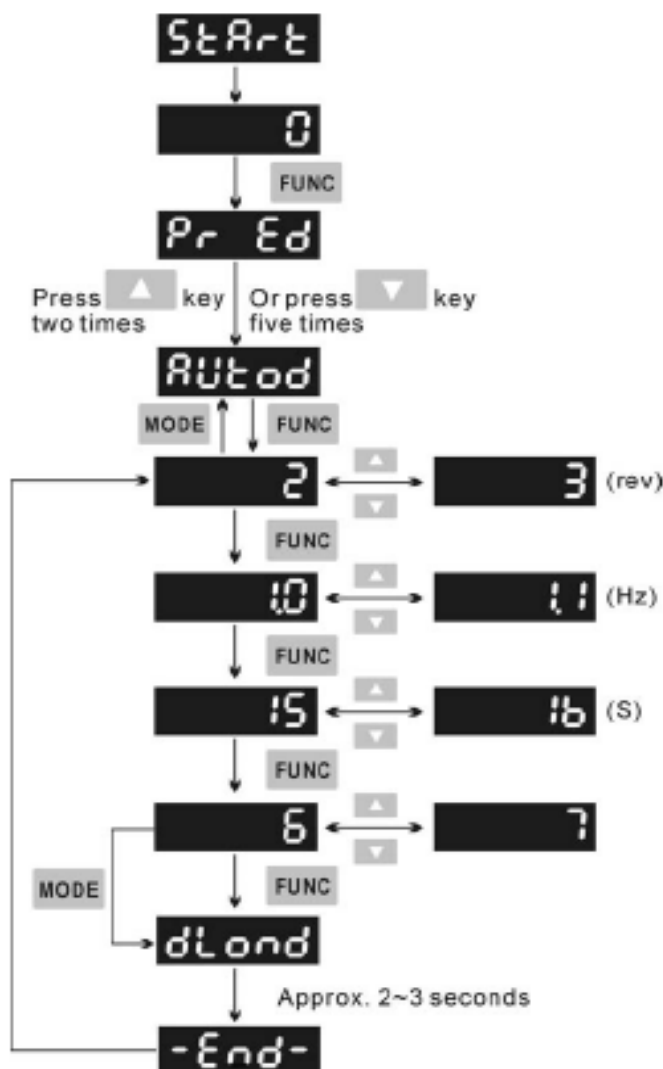 StArt
0
FUNC
Pr Ed
Press ▲ key Or press ▼ key
two times five times
AUtod
MODE FUNC
2 ▲ ▼ 3 (rev)
FUNC
1.0 ▲ ▼ 1.1 (Hz)
FUNC
15 ▲ ▼ 16 (S)
FUNC
6 ▲ ▼ 7
MODE FUNC
dLond
Approx. 2~3 seconds
-End-